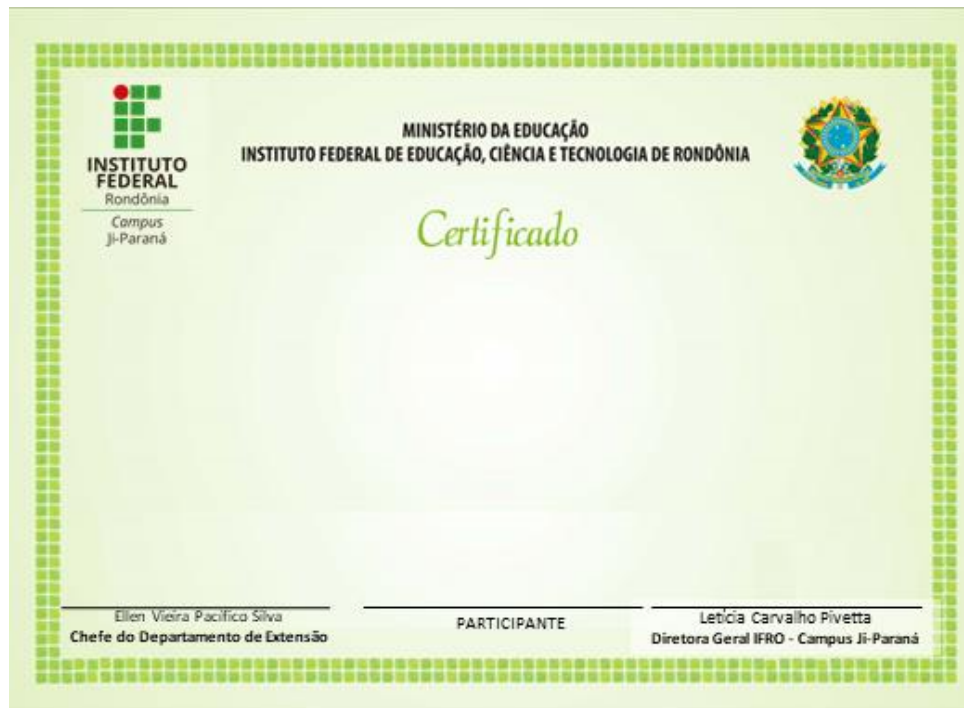 INSTITUTO
FEDERAL
Rondônia
Campus
Ji-Paraná
MINISTÉRIO DA EDUCAÇÃO
INSTITUTO FEDERAL DE EDUCAÇÃO, CIÊNCIA E TECNOLOGIA DE RONDÔNIA
Certificado
Ellen Vieira Pacífico Silva
Chefe do Departamento de Extensão
PARTICIPANTE
Letícia Carvalho Pivetta
Diretora Geral IFRO - Campus Ji-Paraná